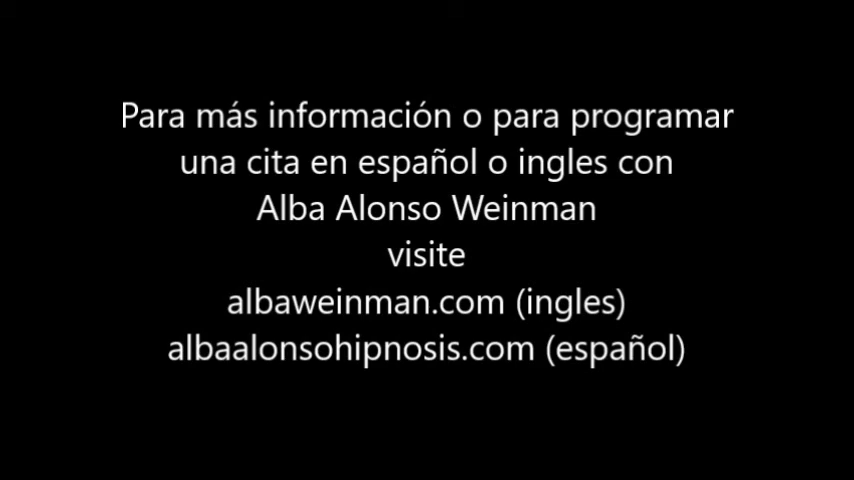 Para más información o para programar
una cita en español o ingles con
Alba Alonso Weinman
visite
albaweinman.com (ingles)
albaalonsohipnosis.com (español)